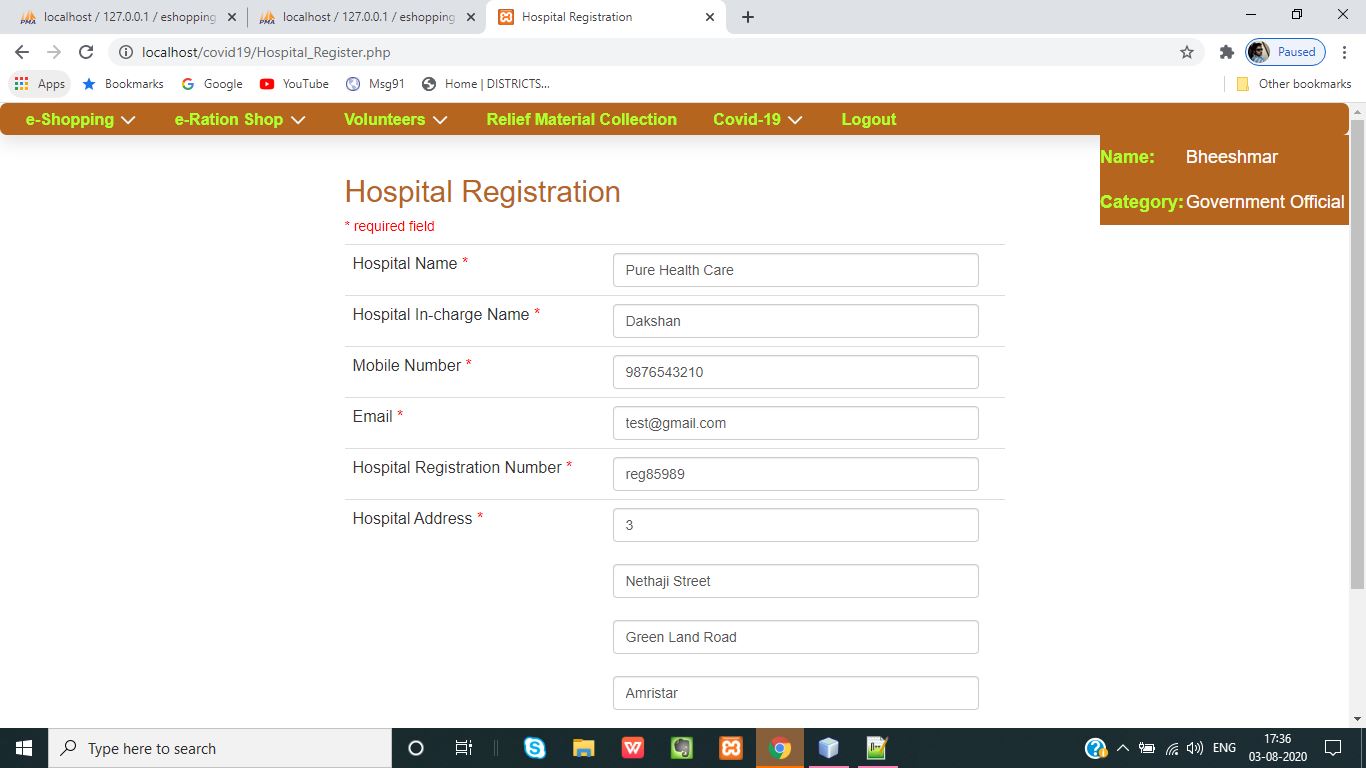 localhost / 127.0.0.1 / eshopping
localhost / 127.0.0.1 / eshopping
Hospital Registration
localhost/covid19/Hospital_Register.php
Paused
Apps
Bookmarks
Google
YouTube
Msg91
Home | DISTRICTS...
Other bookmarks
e-Shopping
e-Ration Shop
Volunteers
Relief Material Collection
Covid-19
Logout
Name: Bheeshmar
Category: Government Official
Hospital Registration
* required field
Hospital Name * Pure Health Care
Hospital In-charge Name * Dakshan
Mobile Number * 9876543210
Email * test@gmail.com
Hospital Registration Number * reg85989
Hospital Address * 3
Nethaji Street
Green Land Road
Amristar
Type here to search
ENG
17:36
03-08-2020